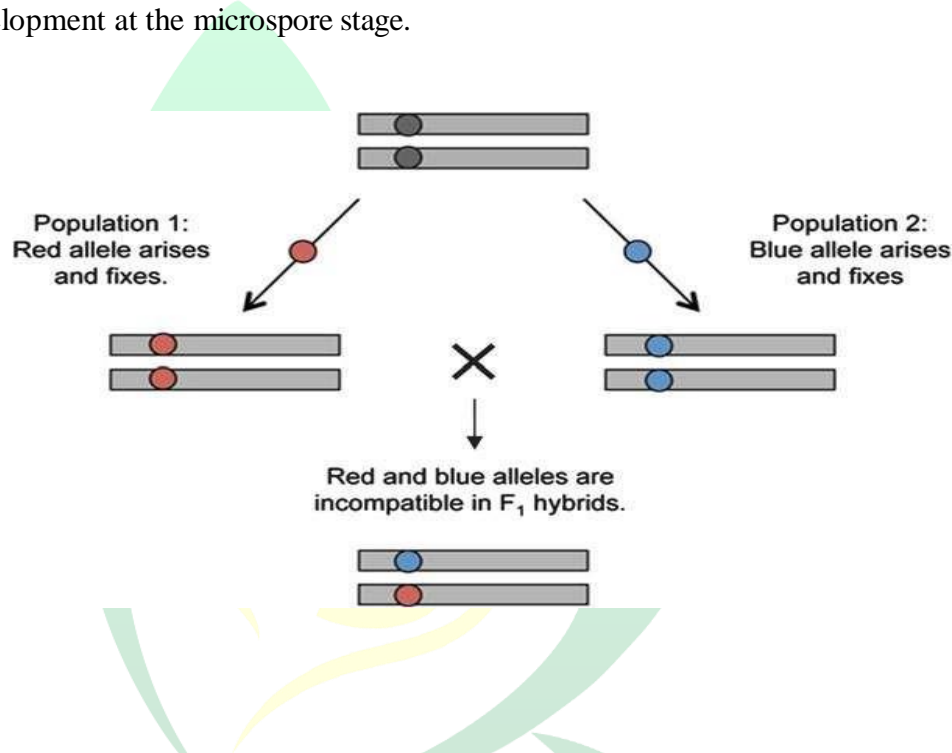 lopment at the microspore stage.
Population 1:
Red allele arises
and fixes.
Population 2:
Blue allele arises
and fixes
Red and blue alleles are
incompatible in F₁ hybrids.